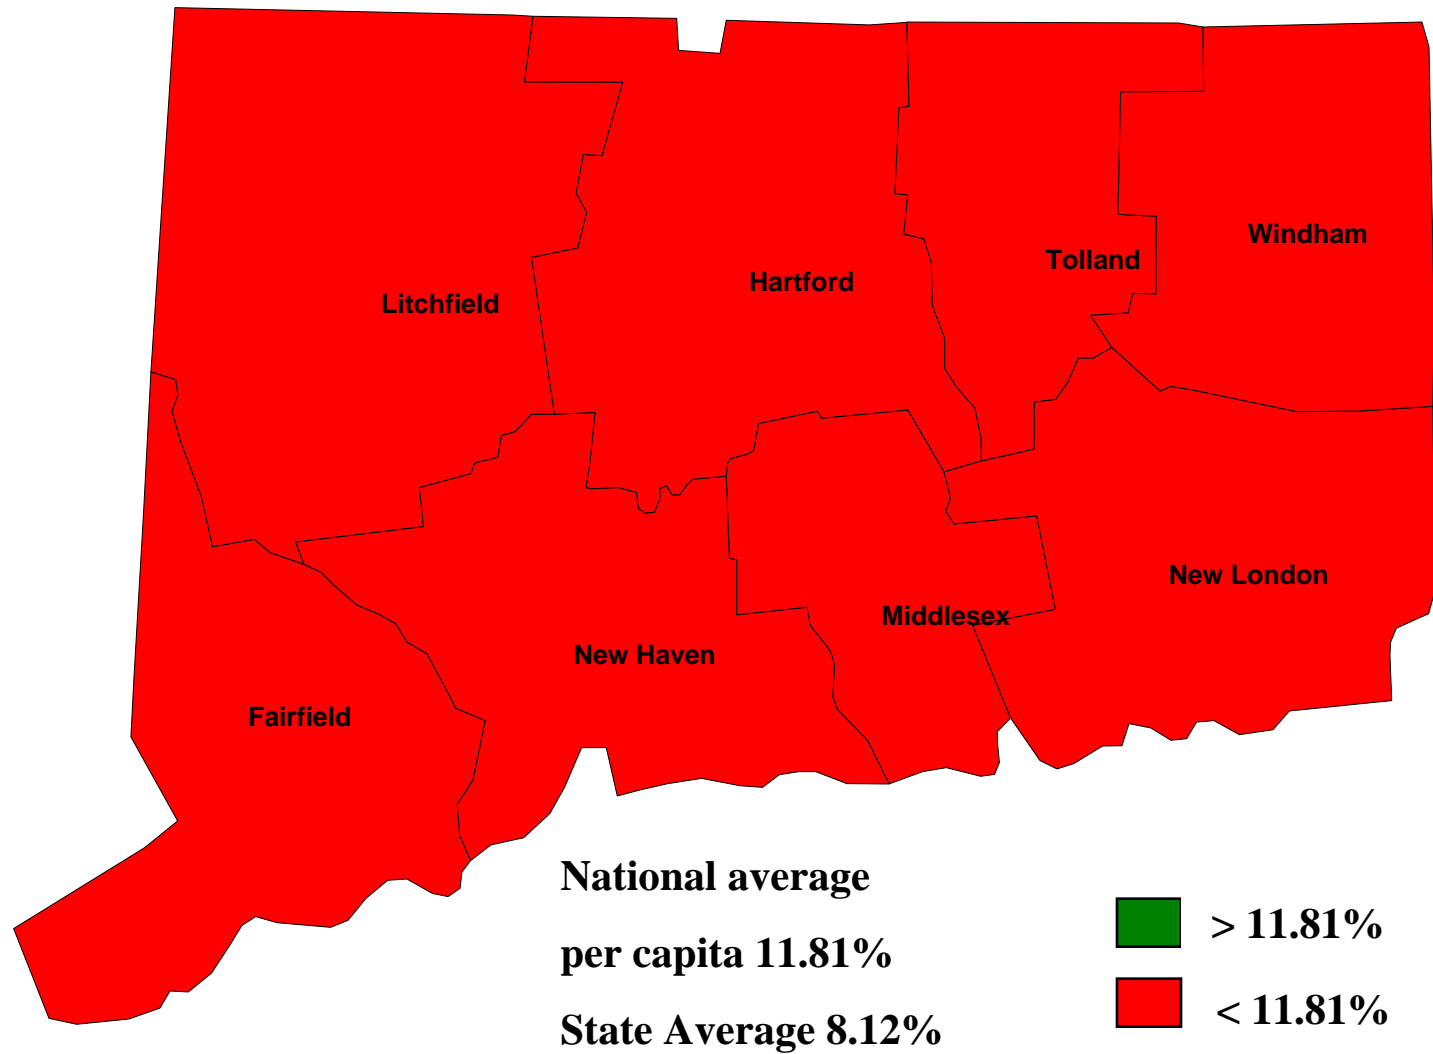 Windham
Tolland
Hartford
Litchfield
New London
Middlesex
New Haven
Fairfield
National average
per capita 11.81%
State Average 8.12%
> 11.81%
< 11.81%